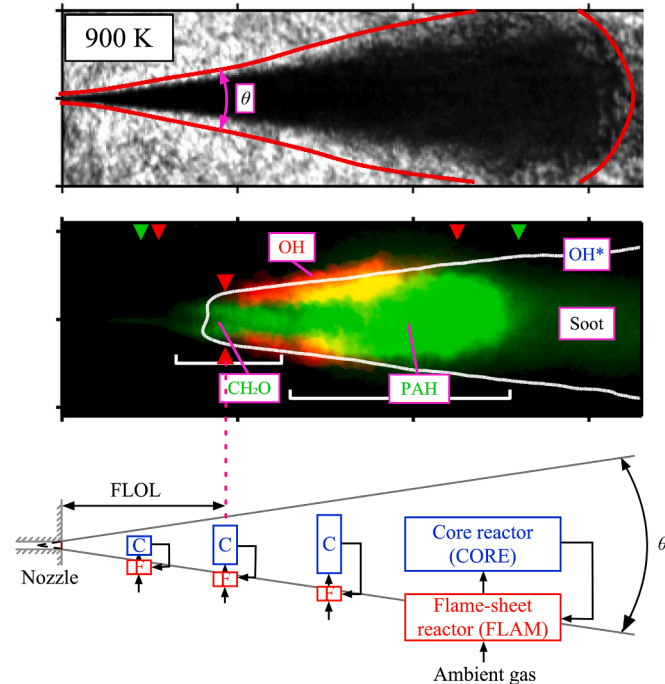 900 K
θ
OH
OH*
Soot
CH₂O
PAH
FLOL
Nozzle
C
C
C
F
F
F
Core reactor
(CORE)
Flame-sheet
reactor (FLAM)
θ
Ambient gas